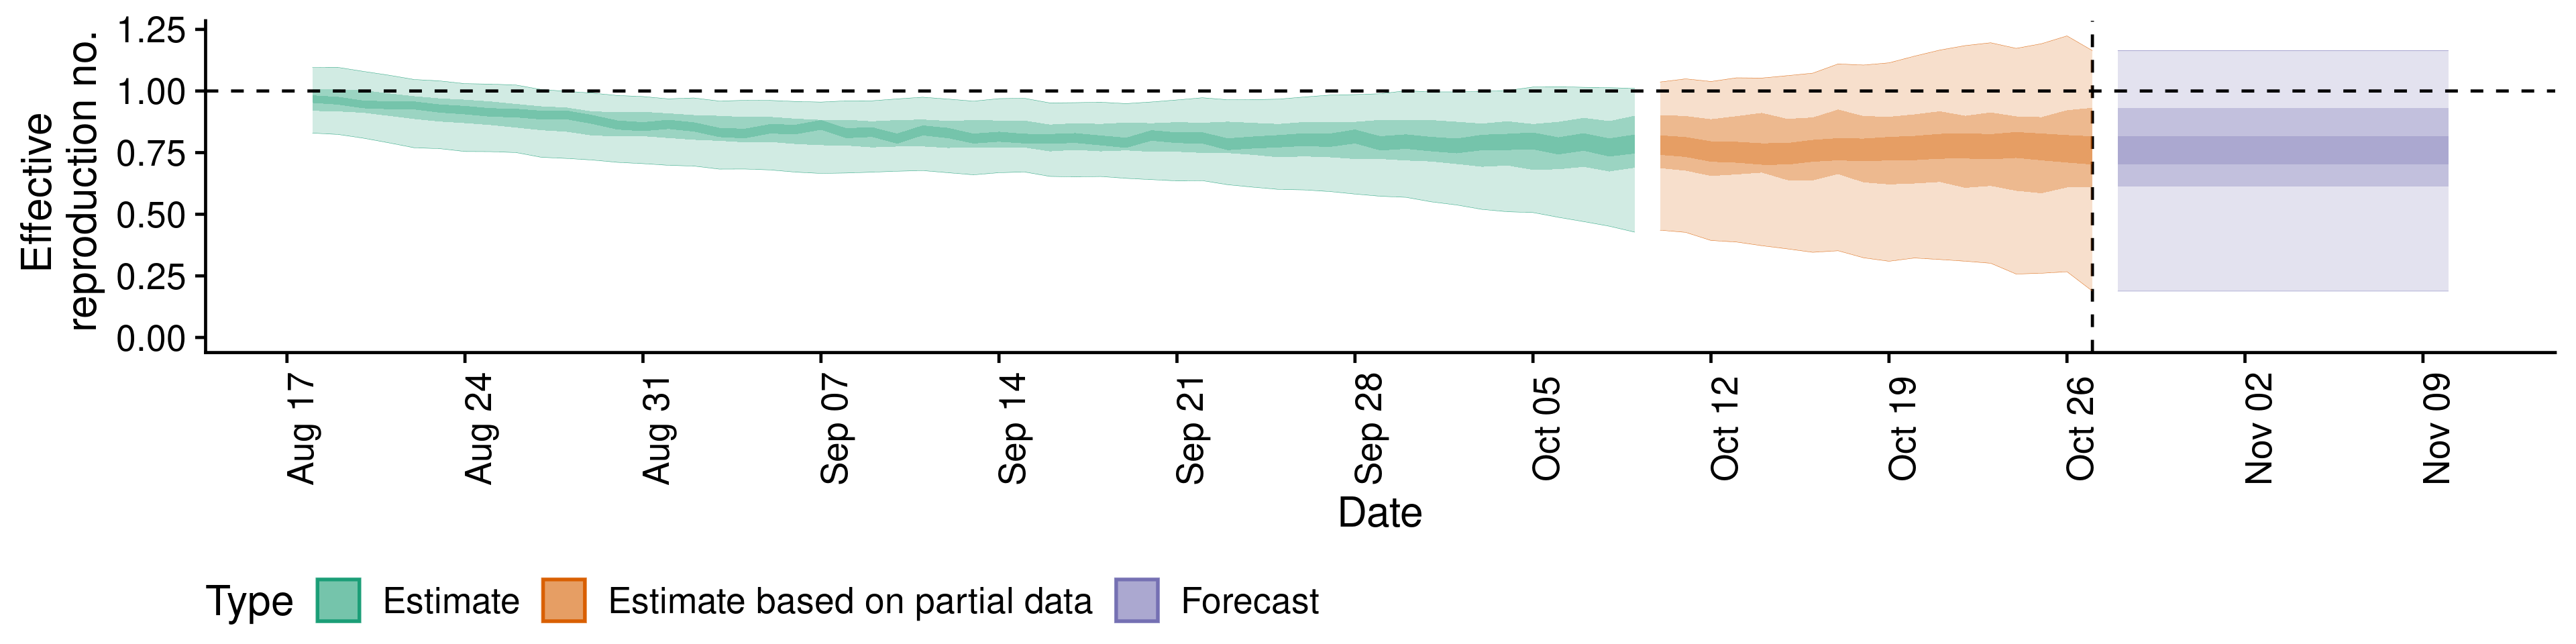 Effective
reproduction no.
1.25
1.00
0.75
0.50
0.25
0.00
Aug 17
Aug 24
Aug 31
Sep 07
Sep 14
Sep 21
Sep 28
Oct 05
Oct 12
Oct 19
Oct 26
Nov 02
Nov 09
Date
Type Estimate Estimate based on partial data Forecast